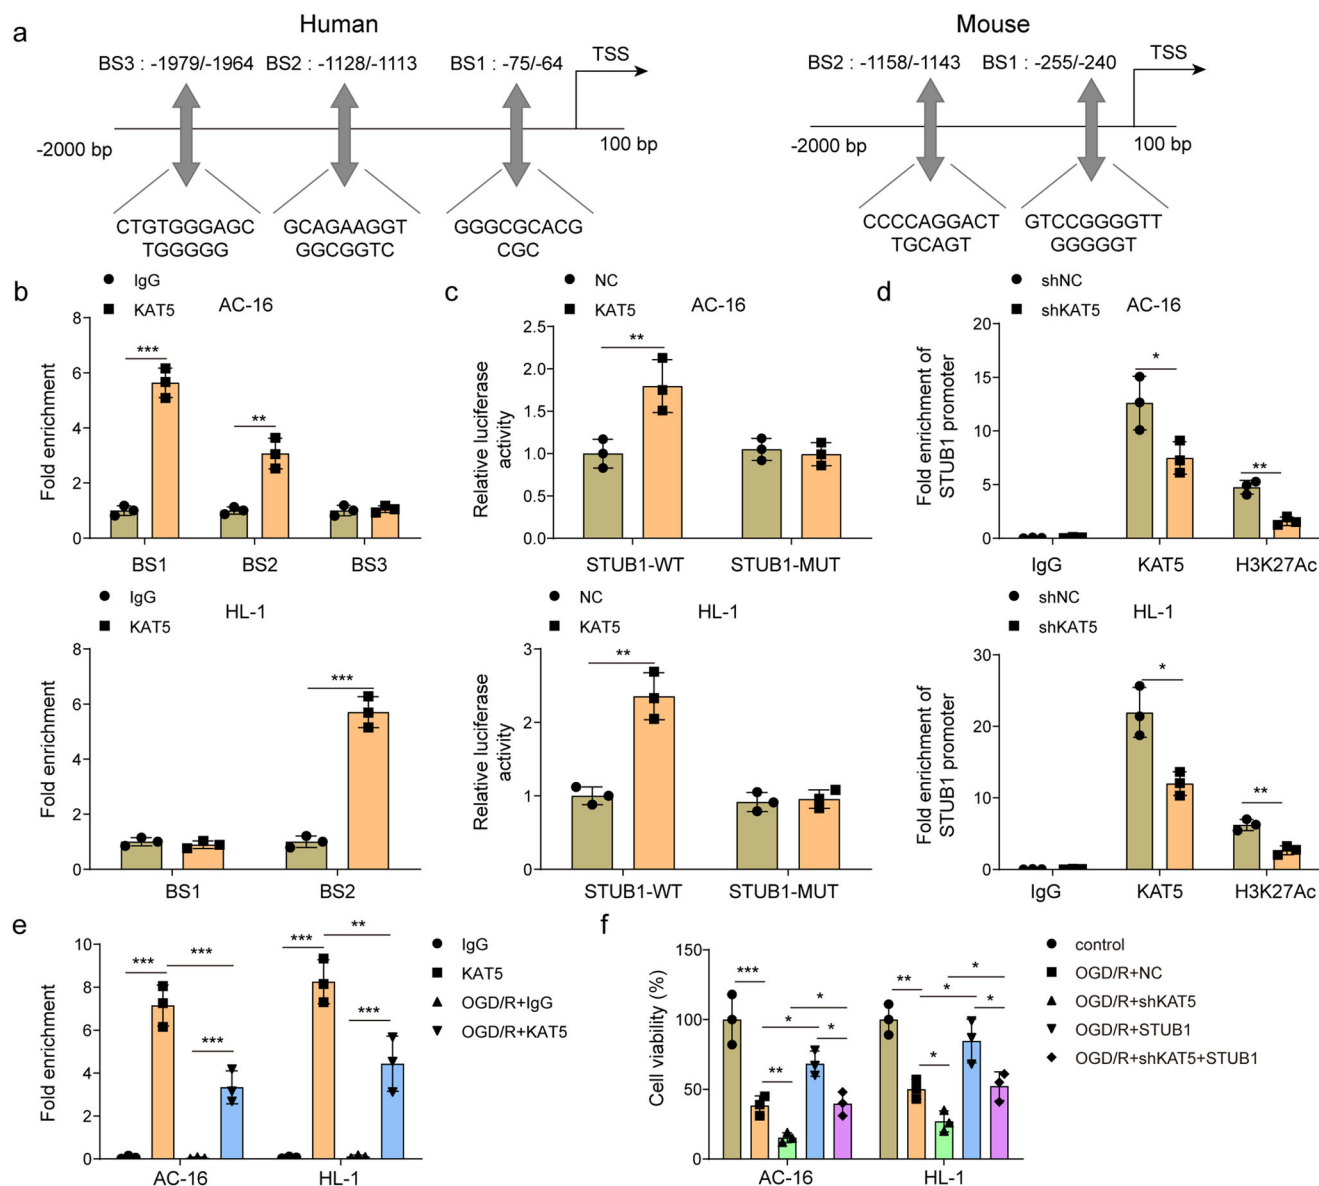 a
Human
BS3 : -1979/-1964
BS2 : -1128/-1113
BS1 : -75/-64
TSS
-2000 bp
100 bp
CTGTGGGAGC
TGGGGG
GCAGAAGGT
GGCGGTC
GGGCGCACG
CGC
Mouse
BS2 : -1158/-1143
BS1 : -255/-240
TSS
-2000 bp
100 bp
CCCCAGGACT
TGCAGT
GTCCGGGGTT
GGGGGT
b
IgG
KAT5
AC-16
Fold enrichment
8
6
4
2
0
***
**
BS1
BS2
BS3
IgG
KAT5
HL-1
Fold enrichment
8
6
4
2
0
***
BS1
BS2
c
NC
KAT5
AC-16
Relative luciferase
activity
2.5
2.0
1.5
1.0
0.5
0.0
**
STUB1-WT
STUB1-MUT
NC
KAT5
HL-1
Relative luciferase
activity
3
2
1
0
**
STUB1-WT
STUB1-MUT
d
shNC
shKAT5
AC-16
Fold enrichment of
STUB1 promoter
20
15
10
5
0
*
**
IgG
KAT5
H3K27Ac
shNC
shKAT5
HL-1
Fold enrichment of
STUB1 promoter
30
20
10
0
*
**
IgG
KAT5
H3K27Ac
e
Fold enrichment
10
8
6
4
2
0
***
***
***
***
**
***
AC-16
HL-1
IgG
KAT5
OGD/R+IgG
OGD/R+KAT5
f
Cell viability (%)
150
100
50
0
***
**
*
*
*
**
*
*
*
*
AC-16
HL-1
control
OGD/R+NC
OGD/R+shKAT5
OGD/R+STUB1
OGD/R+shKAT5+STUB1